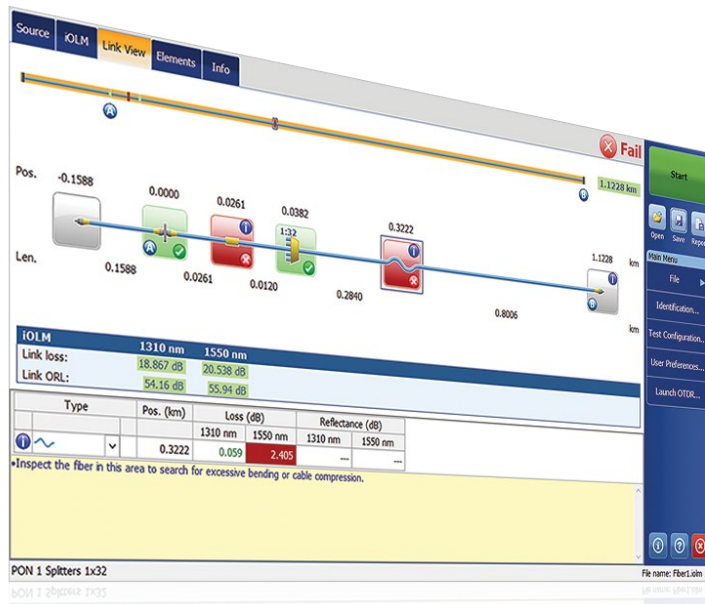 Source iOLM Link View Elements Info
Fail
A
B
1.1228 km
Start
Open Save Repor
Main Menu
File
Identification...
Test Configuration..
User Preferences...
Launch OTDR...
Pos. -0.1588 0.0000 0.0261 0.0382 0.3222 1.1228 km
1:32
A
B
Len. 0.1588 0.0261 0.0120 0.2840 0.8006 km
iOLM 1310 nm 1550 nm
Link loss: 18.867 dB 20.538 dB
Link ORL: 54.16 dB 55.94 dB
Type Pos. (km) Loss (dB) Reflectance (dB)
1310 nm 1550 nm 1310 nm 1550 nm
0.3222 0.059 2.405 --- ---
•Inspect the fiber in this area to search for excessive bending or cable compression.
PON 1 Splitters 1x32
File name: Fiber1.iolm